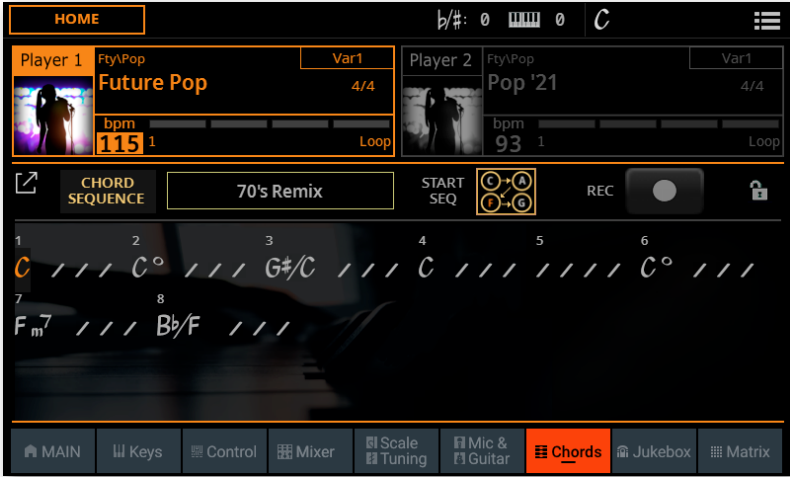 HOME ♭/♯: 0 0 C
Player 1 Fty\Pop Var1 Player 2 Fty\Pop Var1
Future Pop 4/4 Pop '21 4/4
bpm bpm
115 1 Loop 93 1 Loop
CHORD SEQUENCE 70's Remix START SEQ C A F G REC
1 2 3 4 5 6
C / / / C° / / / G♯/C / / / C / / / / / / / C° / / /
7 8
Fm7 / / / B♭/F / / /
MAIN Keys Control Mixer Scale Tuning Mic & Guitar Chords Jukebox Matrix